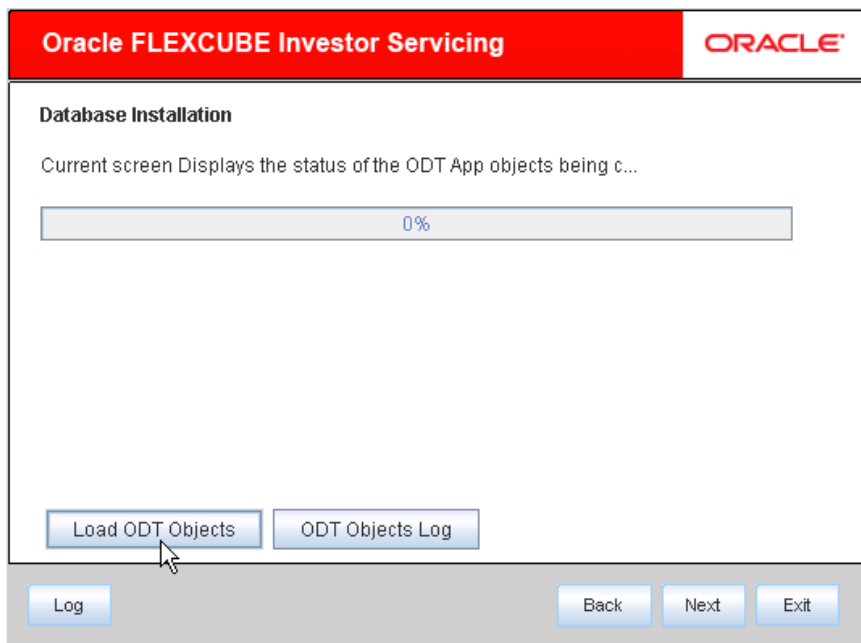 Oracle FLEXCUBE Investor Servicing
ORACLE
Database Installation
Current screen Displays the status of the ODT App objects being c...
0%
Load ODT Objects
ODT Objects Log
Log
Back
Next
Exit